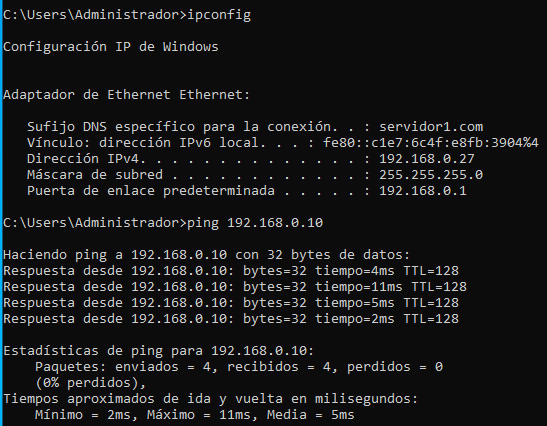 C:\Users\Administrador>ipconfig
Configuración IP de Windows
Adaptador de Ethernet Ethernet:
Sufijo DNS específico para la conexión. . : servidor1.com
Vínculo: dirección IPv6 local. . . : fe80::c1e7:6c4f:e8fb:3904%4
Dirección IPv4. . . . . . . . . . . . . . : 192.168.0.27
Máscara de subred . . . . . . . . . . . . : 255.255.255.0
Puerta de enlace predeterminada . . . . . : 192.168.0.1
C:\Users\Administrador>ping 192.168.0.10
Haciendo ping a 192.168.0.10 con 32 bytes de datos:
Respuesta desde 192.168.0.10: bytes=32 tiempo=4ms TTL=128
Respuesta desde 192.168.0.10: bytes=32 tiempo=11ms TTL=128
Respuesta desde 192.168.0.10: bytes=32 tiempo=5ms TTL=128
Respuesta desde 192.168.0.10: bytes=32 tiempo=2ms TTL=128
Estadísticas de ping para 192.168.0.10:
Paquetes: enviados = 4, recibidos = 4, perdidos = 0
(0% perdidos),
Tiempos aproximados de ida y vuelta en milisegundos:
Mínimo = 2ms, Máximo = 11ms, Media = 5ms